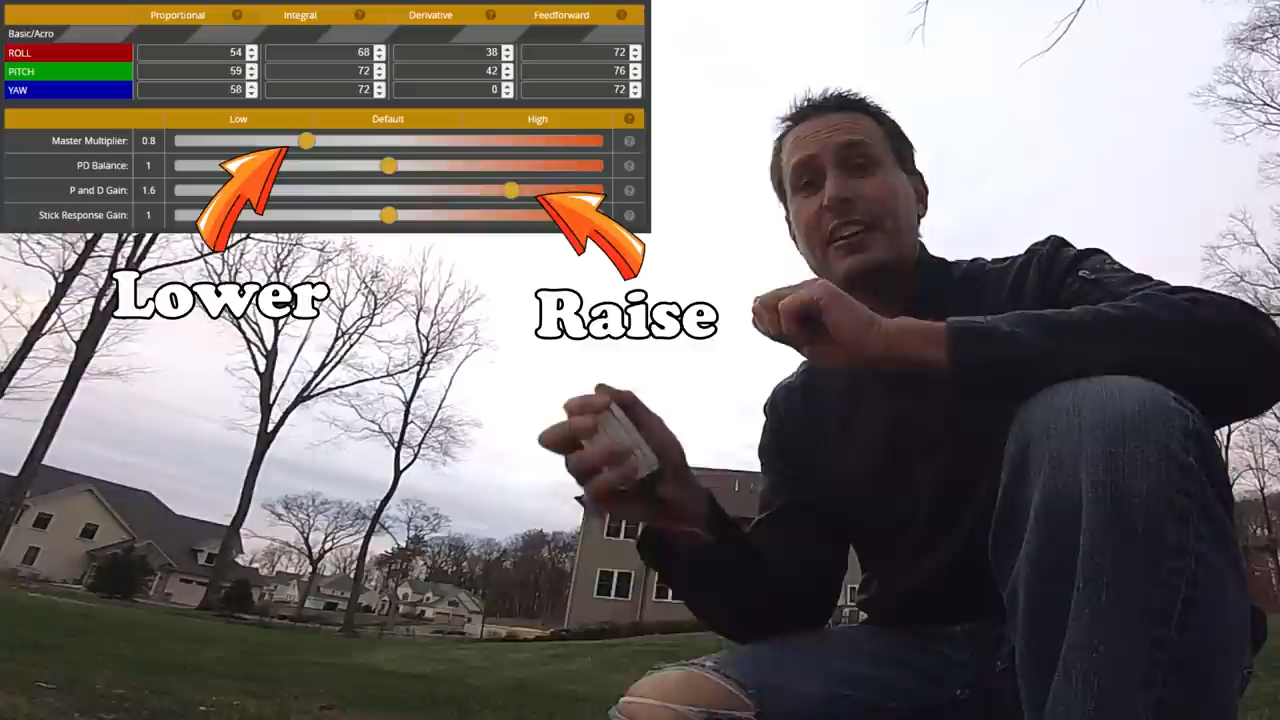 Proportional Integral Derivative Feedforward
Basic/Acro
ROLL 54 68 38 72
PITCH 59 72 42 76
YAW 58 72 0 72
Low Default High
Master Multiplier: 0.8
PD Balance: 1
P and D Gain: 1.6
Stick Response Gain: 1
Lower
Raise